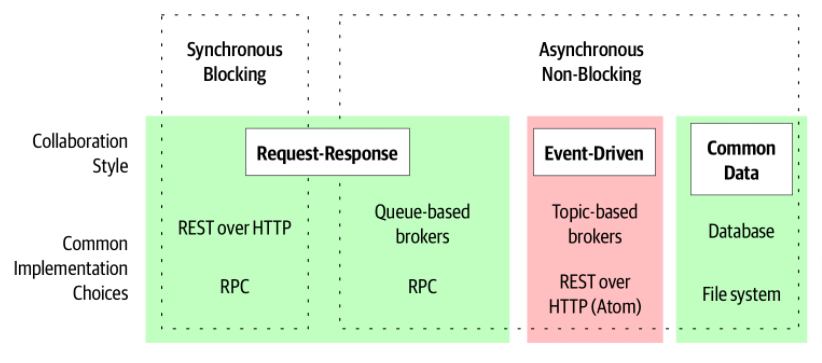 Synchronous
Blocking
Asynchronous
Non-Blocking
Collaboration
Style
Request-Response
Event-Driven
Common
Data
Common
Implementation
Choices
REST over HTTP
RPC
Queue-based
brokers
RPC
Topic-based
brokers
REST over
HTTP (Atom)
Database
File system